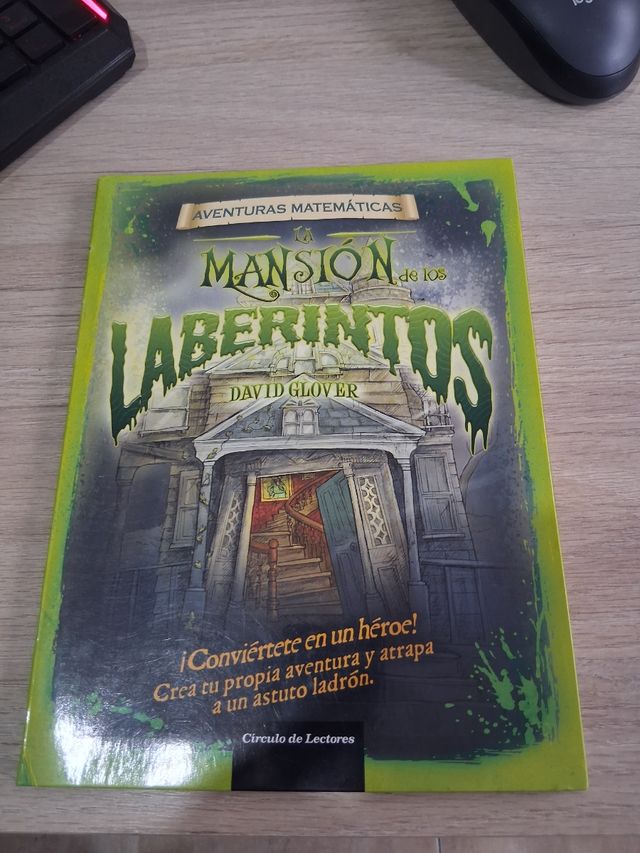 AVENTURAS MATEMÁTICAS
LA
MANSIÓN de los
LABERINTOS
DAVID GLOVER
¡Conviértete en un héroe!
Crea tu propia aventura y atrapa
a un astuto ladrón.
Círculo de Lectores